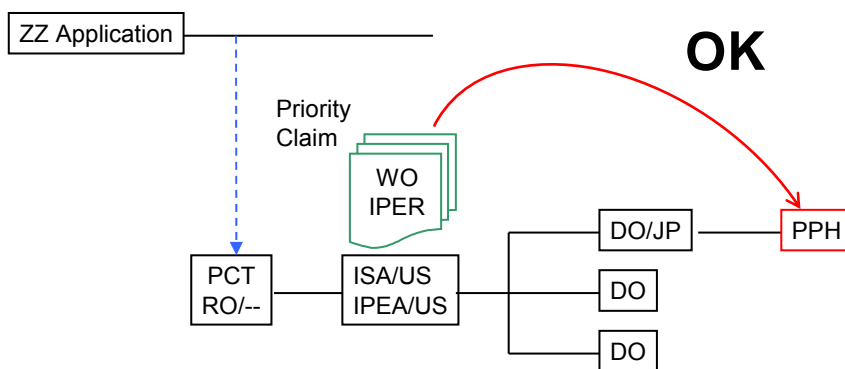 ZZ Application
OK
Priority
Claim
WO
IPER
DO/JP
PPH
PCT
RO/--
ISA/US
IPEA/US
DO
DO